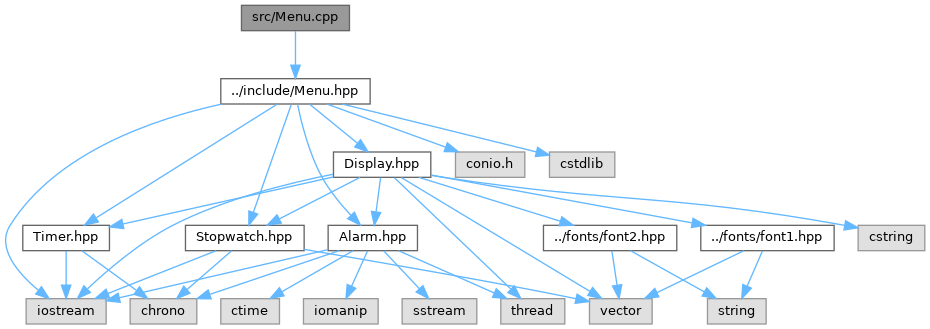 src/Menu.cpp
../include/Menu.hpp
Display.hpp
conio.h
cstdlib
Timer.hpp
Stopwatch.hpp
Alarm.hpp
../fonts/font2.hpp
../fonts/font1.hpp
cstring
iostream
chrono
ctime
iomanip
sstream
thread
vector
string